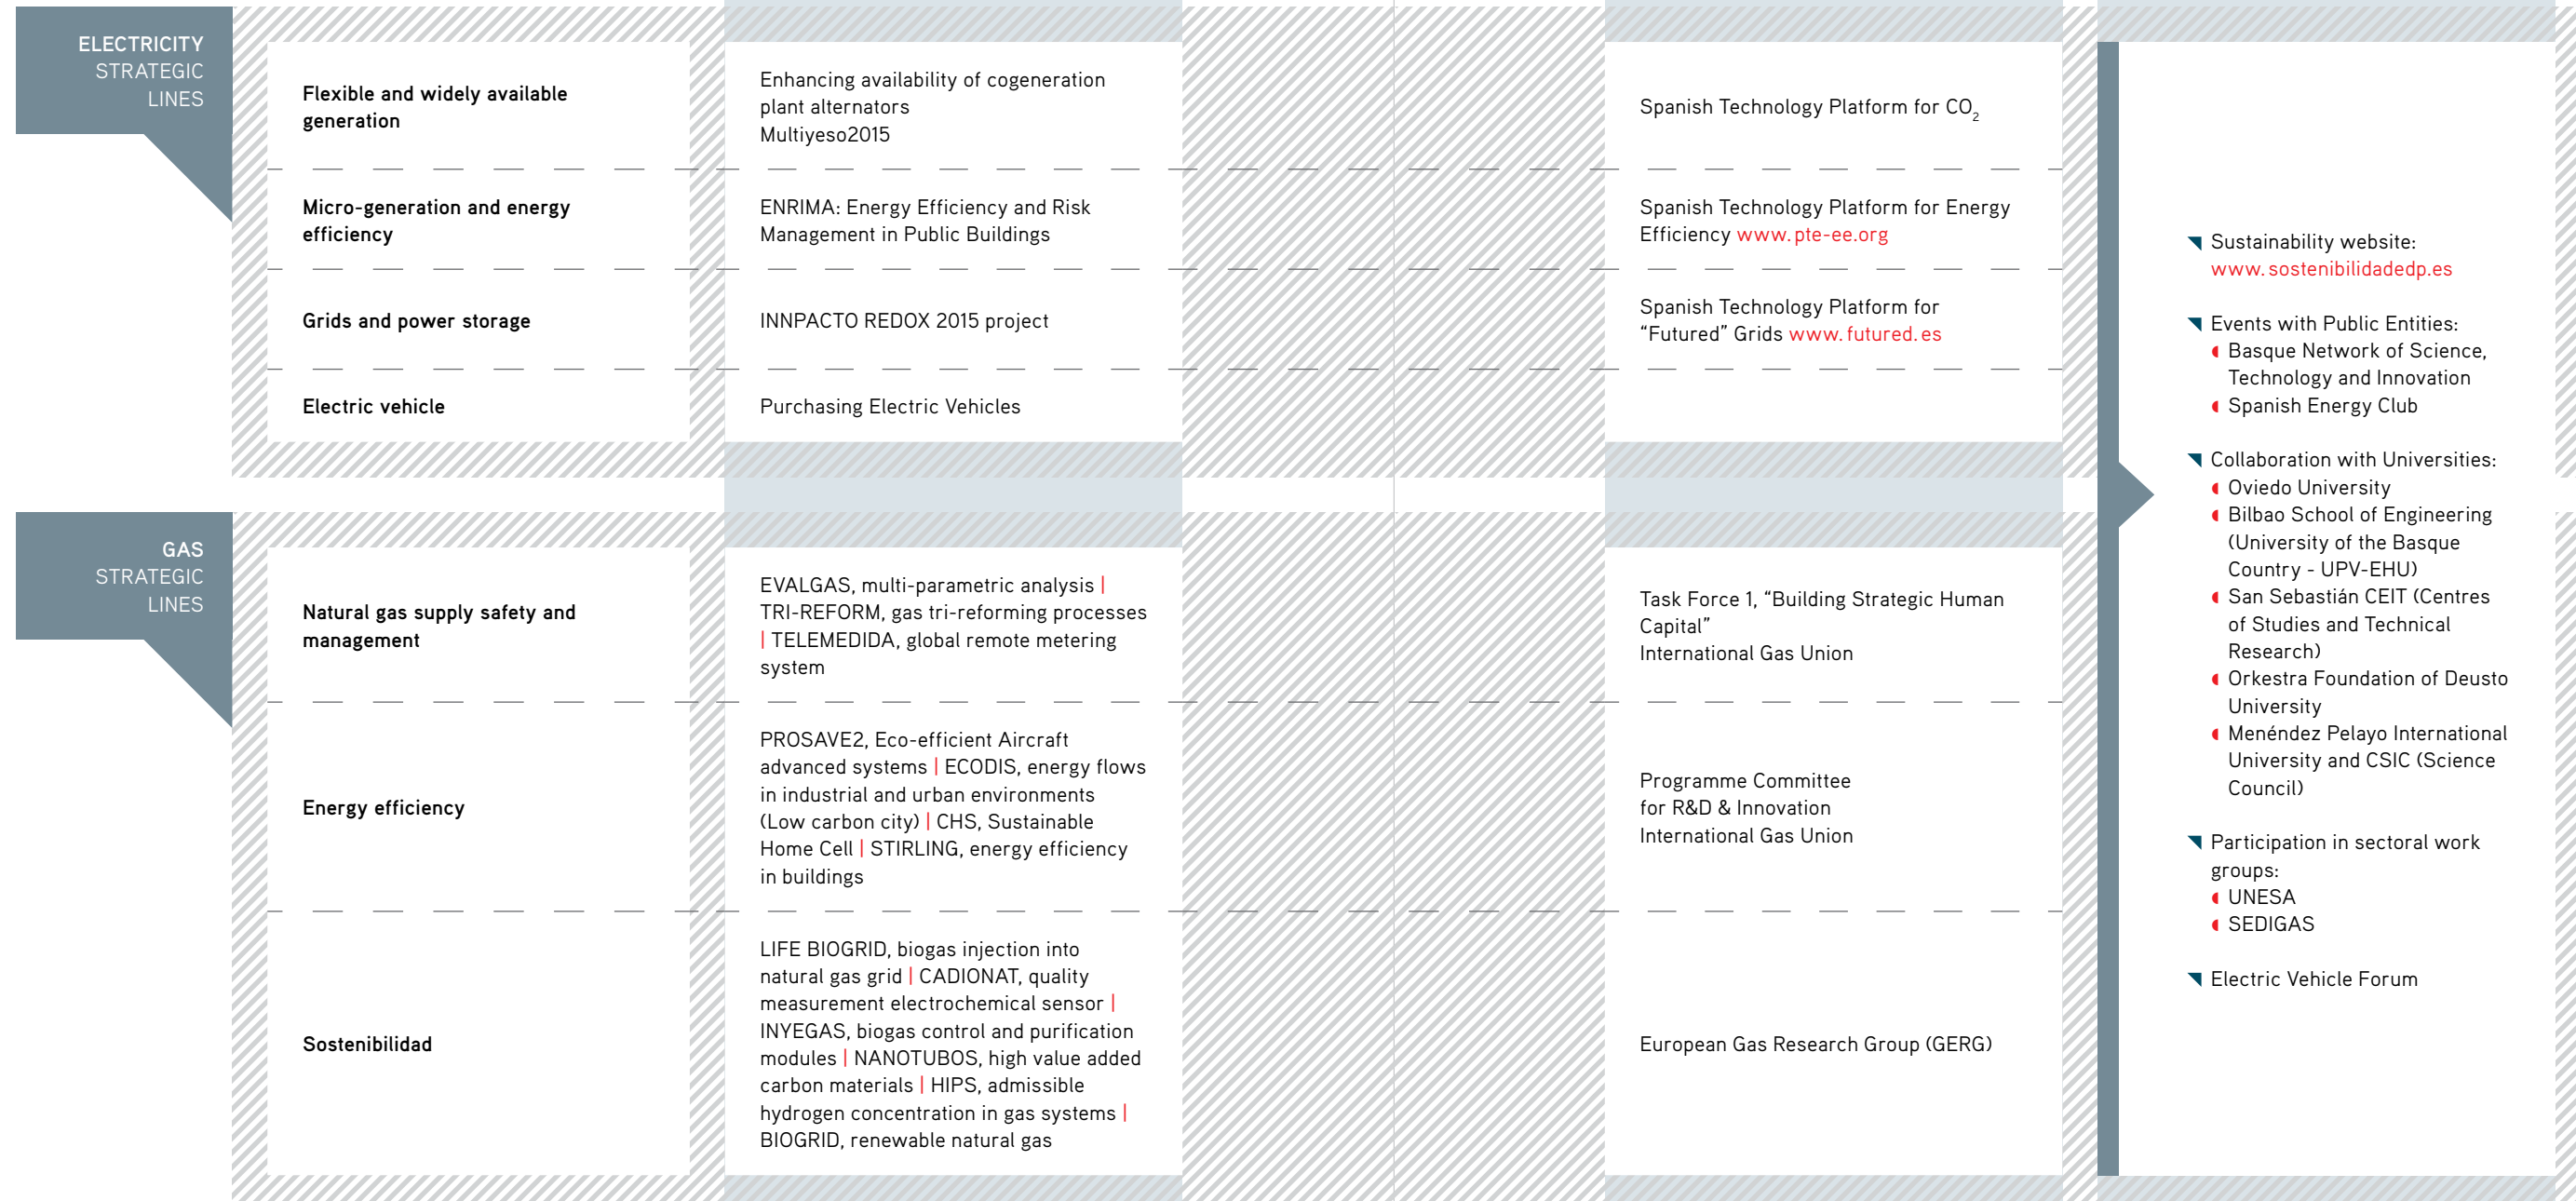 ELECTRICITY
STRATEGIC
LINES
Flexible and widely available
generation
Enhancing availability of cogeneration
plant alternators
Multiyeso2015
Spanish Technology Platform for CO₂
Micro-generation and energy
efficiency
ENRIMA: Energy Efficiency and Risk
Management in Public Buildings
Spanish Technology Platform for Energy
Efficiency www.pte-ee.org
Grids and power storage
INNPACTO REDOX 2015 project
Spanish Technology Platform for
“Futured” Grids www.futured.es
Electric vehicle
Purchasing Electric Vehicles
GAS
STRATEGIC
LINES
Natural gas supply safety and
management
EVALGAS, multi-parametric analysis |
TRI-REFORM, gas tri-reforming processes
| TELEMEDIDA, global remote metering
system
Task Force 1, “Building Strategic Human
Capital”
International Gas Union
Energy efficiency
PROSAVE2, Eco-efficient Aircraft
advanced systems | ECODIS, energy flows
in industrial and urban environments
(Low carbon city) | CHS, Sustainable
Home Cell | STIRLING, energy efficiency
in buildings
Programme Committee
for R&D & Innovation
International Gas Union
Sostenibilidad
LIFE BIOGRID, biogas injection into
natural gas grid | CADIONAT, quality
measurement electrochemical sensor |
INYEGAS, biogas control and purification
modules | NANOTUBOS, high value added
carbon materials | HIPS, admissible
hydrogen concentration in gas systems |
BIOGRID, renewable natural gas
European Gas Research Group (GERG)
Sustainability website:
www.sostenibilidadedp.es
Events with Public Entities:
Basque Network of Science,
Technology and Innovation
Spanish Energy Club
Collaboration with Universities:
Oviedo University
Bilbao School of Engineering
(University of the Basque
Country - UPV-EHU)
San Sebastián CEIT (Centres
of Studies and Technical
Research)
Orkestra Foundation of Deusto
University
Menéndez Pelayo International
University and CSIC (Science
Council)
Participation in sectoral work
groups:
UNESA
SEDIGAS
Electric Vehicle Forum